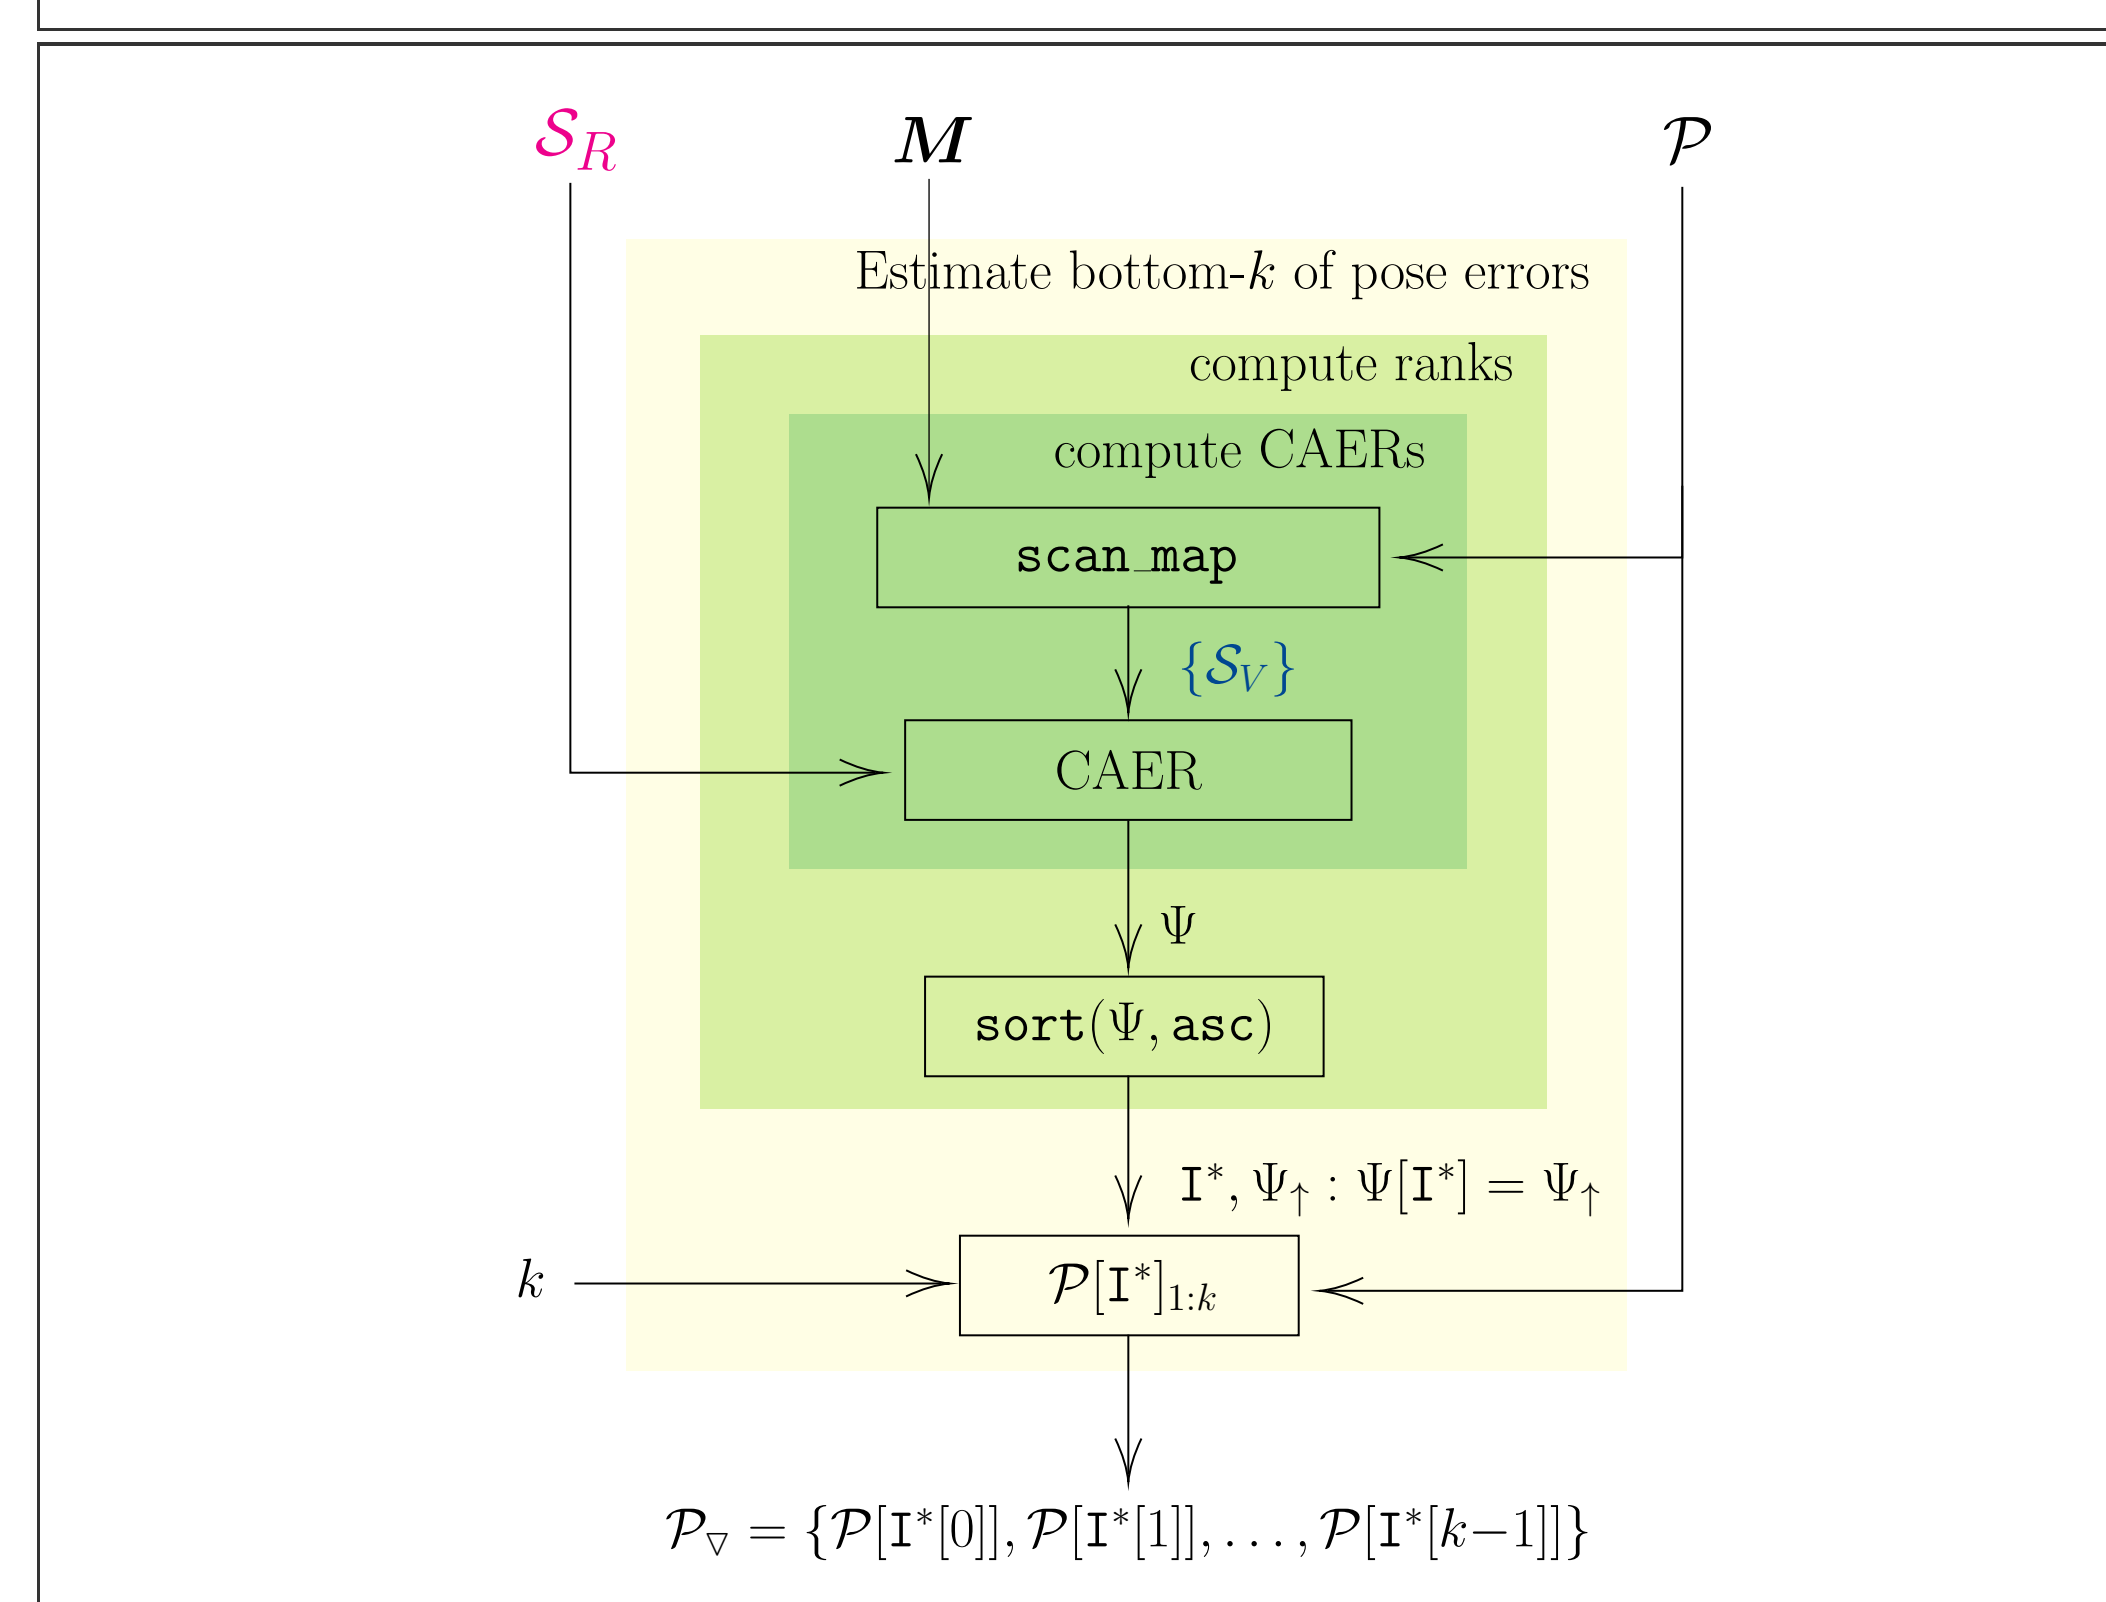 𝒮_R M 𝒫
Estimate bottom-k of pose errors
compute ranks
compute CAERs
scan_map
{𝒮_V}
CAER
Ψ
sort(Ψ, asc)
I*, Ψ↑ : Ψ[I*] = Ψ↑
k
𝒫[I*]_{1:k}
𝒫_▽ = {𝒫[I*[0]], 𝒫[I*[1]], ..., 𝒫[I*[k−1]]}